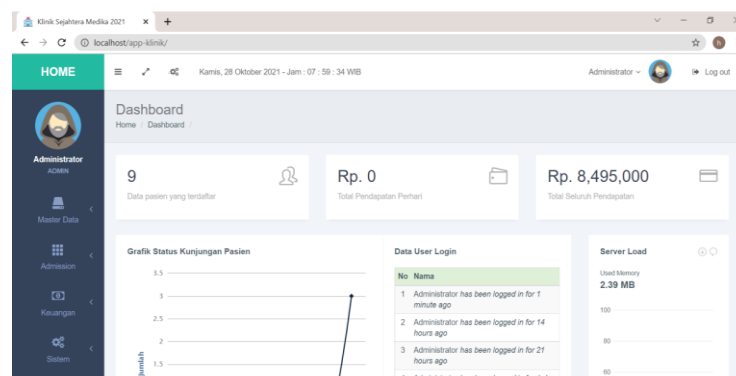 Klinik Sejahtera Medika 2021
localhost/app-klinik/
h
HOME
Kamis, 28 Oktober 2021 - Jam : 07 : 59 : 34 WIB
Administrator
Log out
Administrator
ADMIN
Master Data
Admission
Keuangan
Sistem
Dashboard
Home / Dashboard /
9
Data pasien yang terdaftar
Rp. 0
Total Pendapatan Perhari
Rp. 8,495,000
Total Seluruh Pendapatan
Grafik Status Kunjungan Pasien
3.5
3
2.5
2
1.5
Jumlah
Data User Login
No Nama
1 Administrator has been logged in for 1
minute ago
2 Administrator has been logged in for 14
hours ago
3 Administrator has been logged in for 21
hours ago
Server Load
Used Memory
2.39 MB
100
80
60